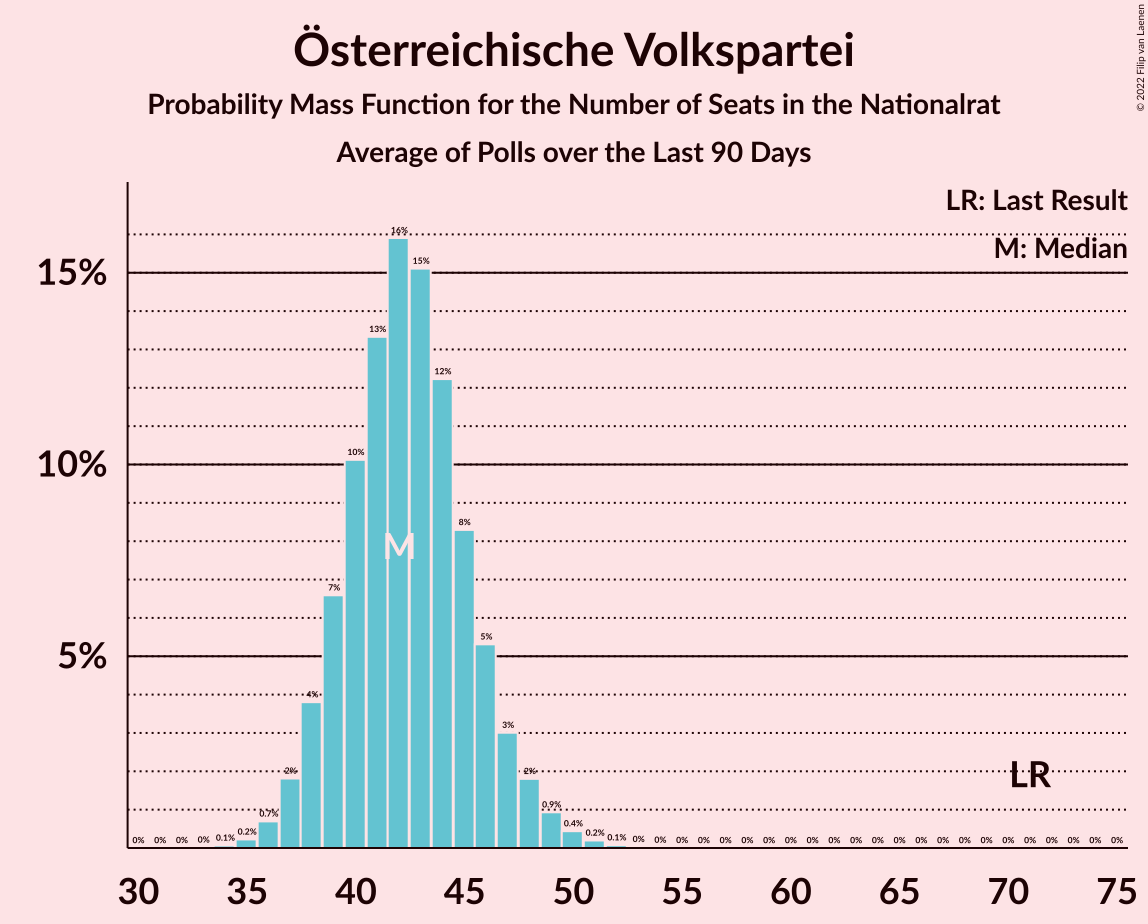 Österreichische Volkspartei
Probability Mass Function for the Number of Seats in the Nationalrat
Average of Polls over the Last 90 Days
© 2022 Filip van Laenen
LR: Last Result
M: Median
15%
10%
5%
0% 0% 0% 0% 0.1% 0.2% 0.7% 2% 4% 7% 10% 13% 16% 15% 12% 8% 5% 3% 2% 0.9% 0.4% 0.2% 0.1% 0% 0% 0% 0% 0% 0% 0% 0% 0% 0% 0% 0% 0% 0% 0% 0% 0% 0% 0% 0% 0% 0% 0%
M
LR
30 35 40 45 50 55 60 65 70 75